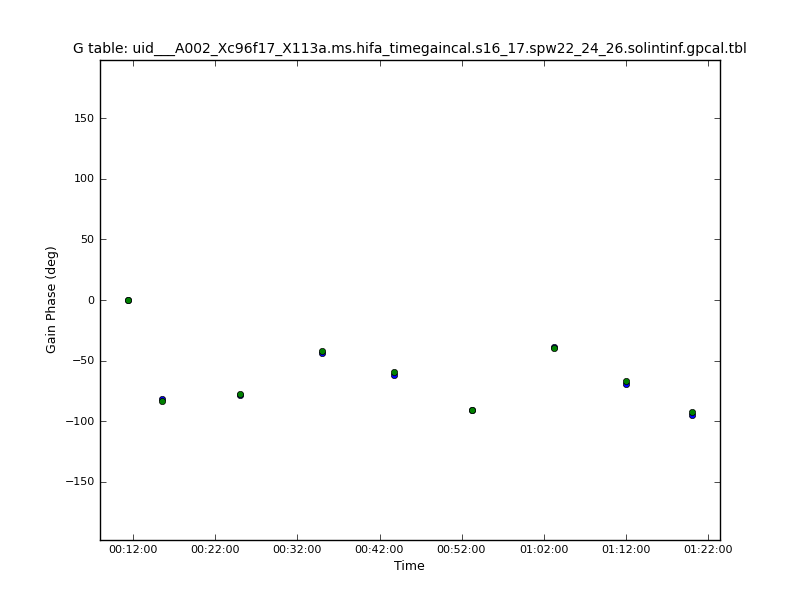 G table: uid___A002_Xc96f17_X113a.ms.hifa_timegaincal.s16_17.spw22_24_26.solintinf.gpcal.tbl
150
100
50
0
−50
−100
−150
Gain Phase (deg)
00:12:00 00:22:00 00:32:00 00:42:00 00:52:00 01:02:00 01:12:00 01:22:00
Time